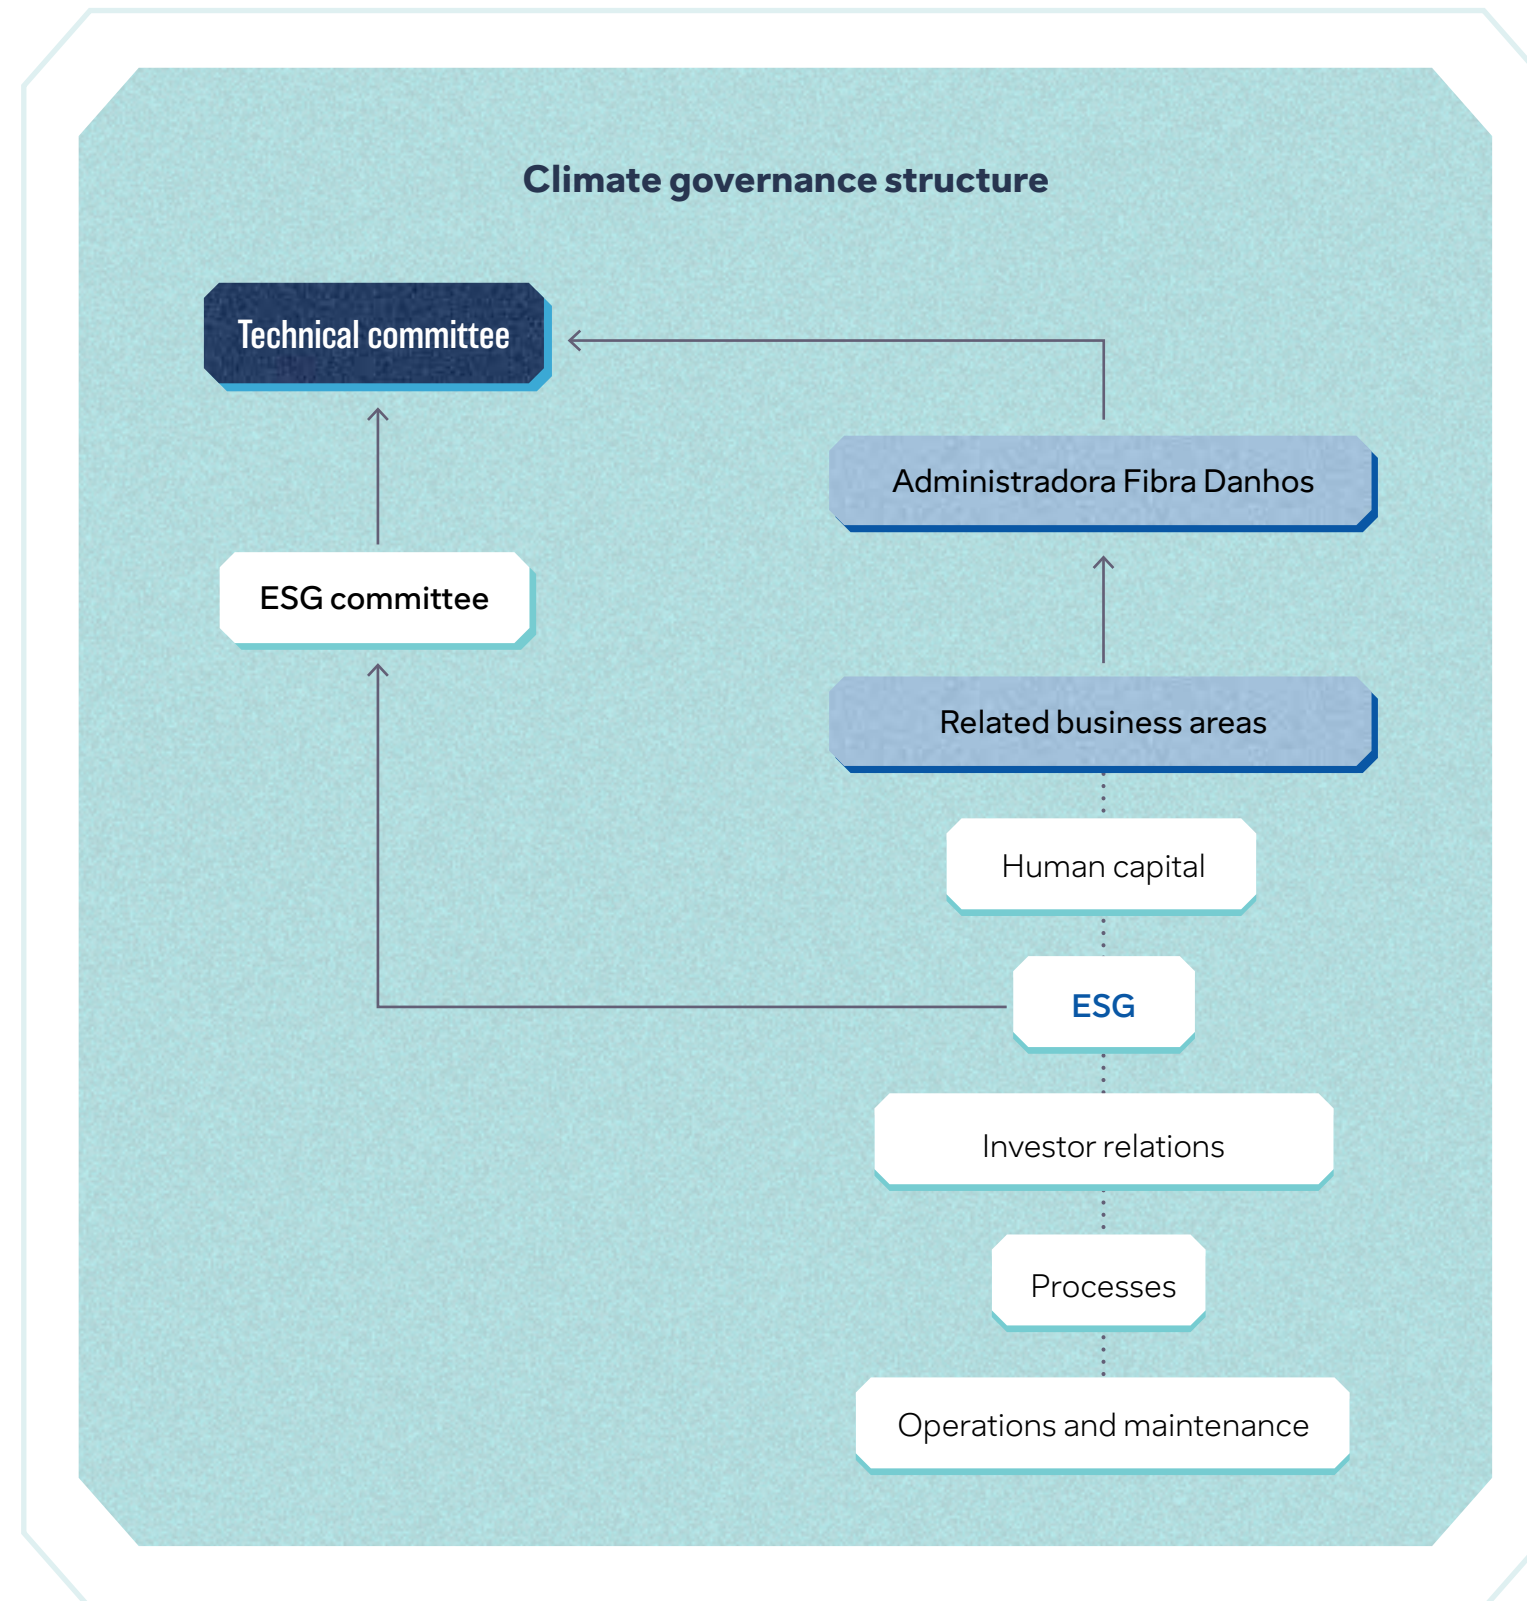 Climate governance structure
Technical committee
Administradora Fibra Danhos
ESG committee
Related business areas
Human capital
ESG
Investor relations
Processes
Operations and maintenance